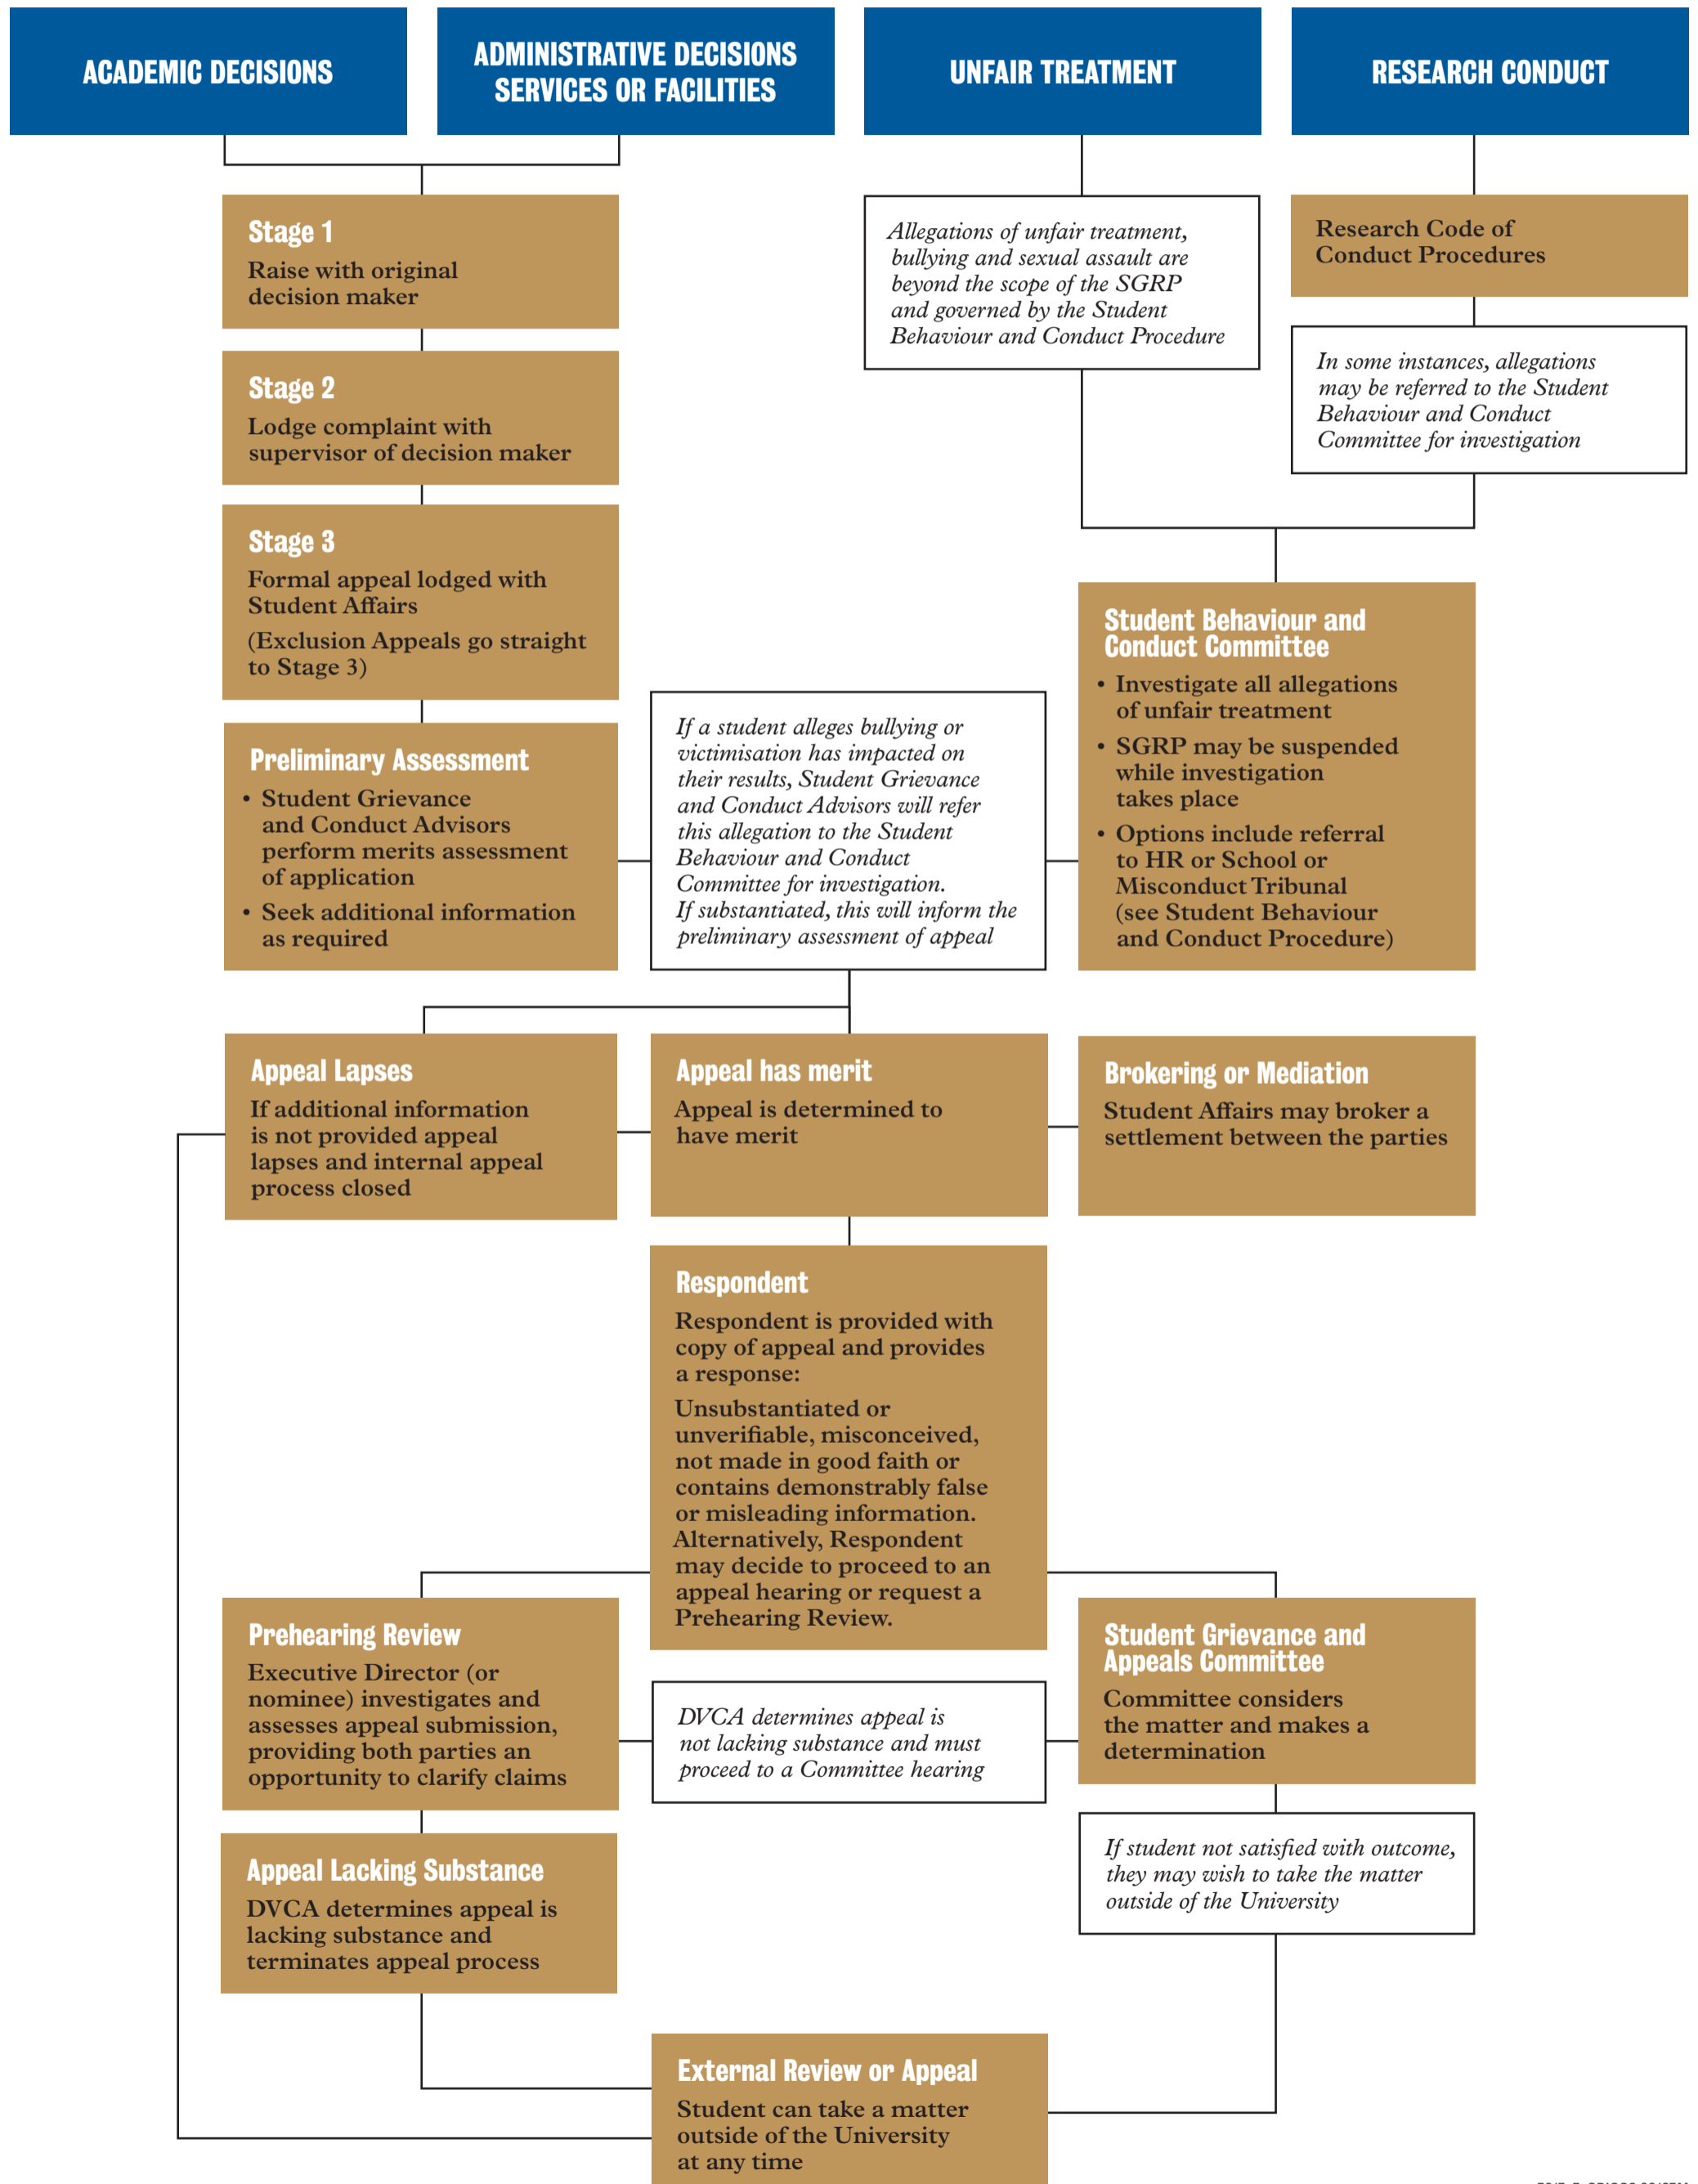 ACADEMIC DECISIONS
ADMINISTRATIVE DECISIONS
SERVICES OR FACILITIES
UNFAIR TREATMENT
RESEARCH CONDUCT
Stage 1
Raise with original
decision maker
Stage 2
Lodge complaint with
supervisor of decision maker
Stage 3
Formal appeal lodged with
Student Affairs
(Exclusion Appeals go straight
to Stage 3)
Preliminary Assessment
• Student Grievance
and Conduct Advisors
perform merits assessment
of application
• Seek additional information
as required
Allegations of unfair treatment,
bullying and sexual assault are
beyond the scope of the SGRP
and governed by the Student
Behaviour and Conduct Procedure
Research Code of
Conduct Procedures
In some instances, allegations
may be referred to the Student
Behaviour and Conduct
Committee for investigation
If a student alleges bullying or
victimisation has impacted on
their results, Student Grievance
and Conduct Advisors will refer
this allegation to the Student
Behaviour and Conduct
Committee for investigation.
If substantiated, this will inform the
preliminary assessment of appeal
Student Behaviour and
Conduct Committee
• Investigate all allegations
of unfair treatment
• SGRP may be suspended
while investigation
takes place
• Options include referral
to HR or School or
Misconduct Tribunal
(see Student Behaviour
and Conduct Procedure)
Appeal Lapses
If additional information
is not provided appeal
lapses and internal appeal
process closed
Appeal has merit
Appeal is determined to
have merit
Brokering or Mediation
Student Affairs may broker a
settlement between the parties
Respondent
Respondent is provided with
copy of appeal and provides
a response:
Unsubstantiated or
unverifiable, misconceived,
not made in good faith or
contains demonstrably false
or misleading information.
Alternatively, Respondent
may decide to proceed to an
appeal hearing or request a
Prehearing Review.
Prehearing Review
Executive Director (or
nominee) investigates and
assesses appeal submission,
providing both parties an
opportunity to clarify claims
DVCA determines appeal is
not lacking substance and must
proceed to a Committee hearing
Student Grievance and
Appeals Committee
Committee considers
the matter and makes a
determination
Appeal Lacking Substance
DVCA determines appeal is
lacking substance and
terminates appeal process
If student not satisfied with outcome,
they may wish to take the matter
outside of the University
External Review or Appeal
Student can take a matter
outside of the University
at any time